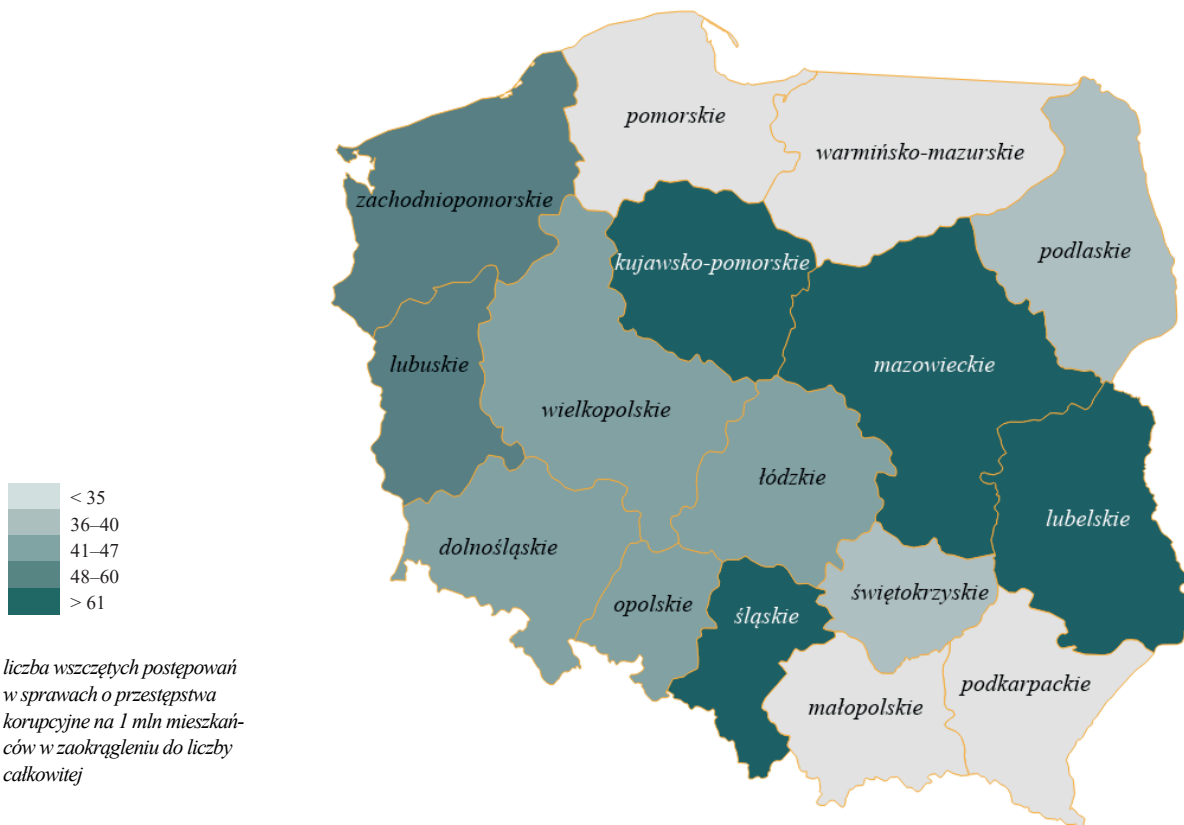 pomorskie
warmińsko-mazurskie
zachodniopomorskie
podlaskie
kujawsko-pomorskie
lubuskie
mazowieckie
wielkopolskie
łódzkie
lubelskie
dolnośląskie
opolskie
śląskie
świętokrzyskie
podkarpackie
małopolskie
< 35
36–40
41–47
48–60
> 61
liczba wszczętych postępowań
w sprawach o przestępstwa
korupcyjne na 1 mln mieszkań-
ców w zaokrągleniu do liczby
całkowitej